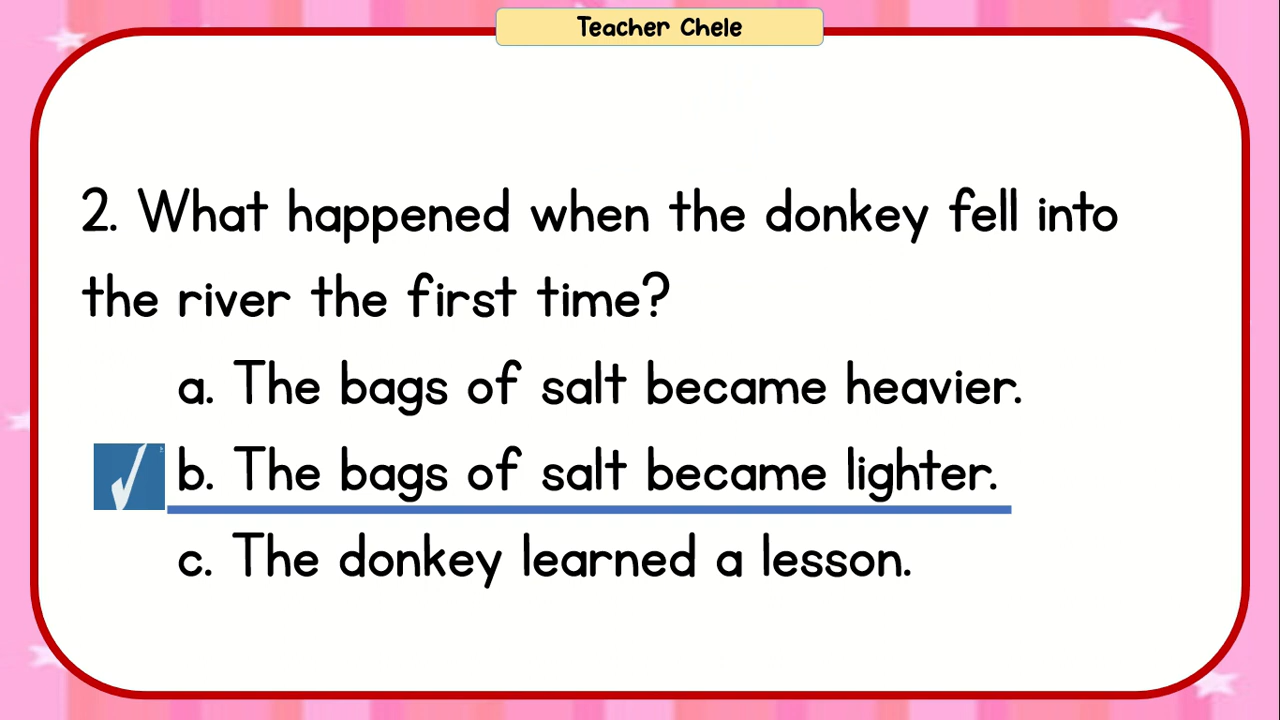 Teacher Chele
2. What happened when the donkey fell into
the river the first time?
a. The bags of salt became heavier.
b. The bags of salt became lighter.
c. The donkey learned a lesson.